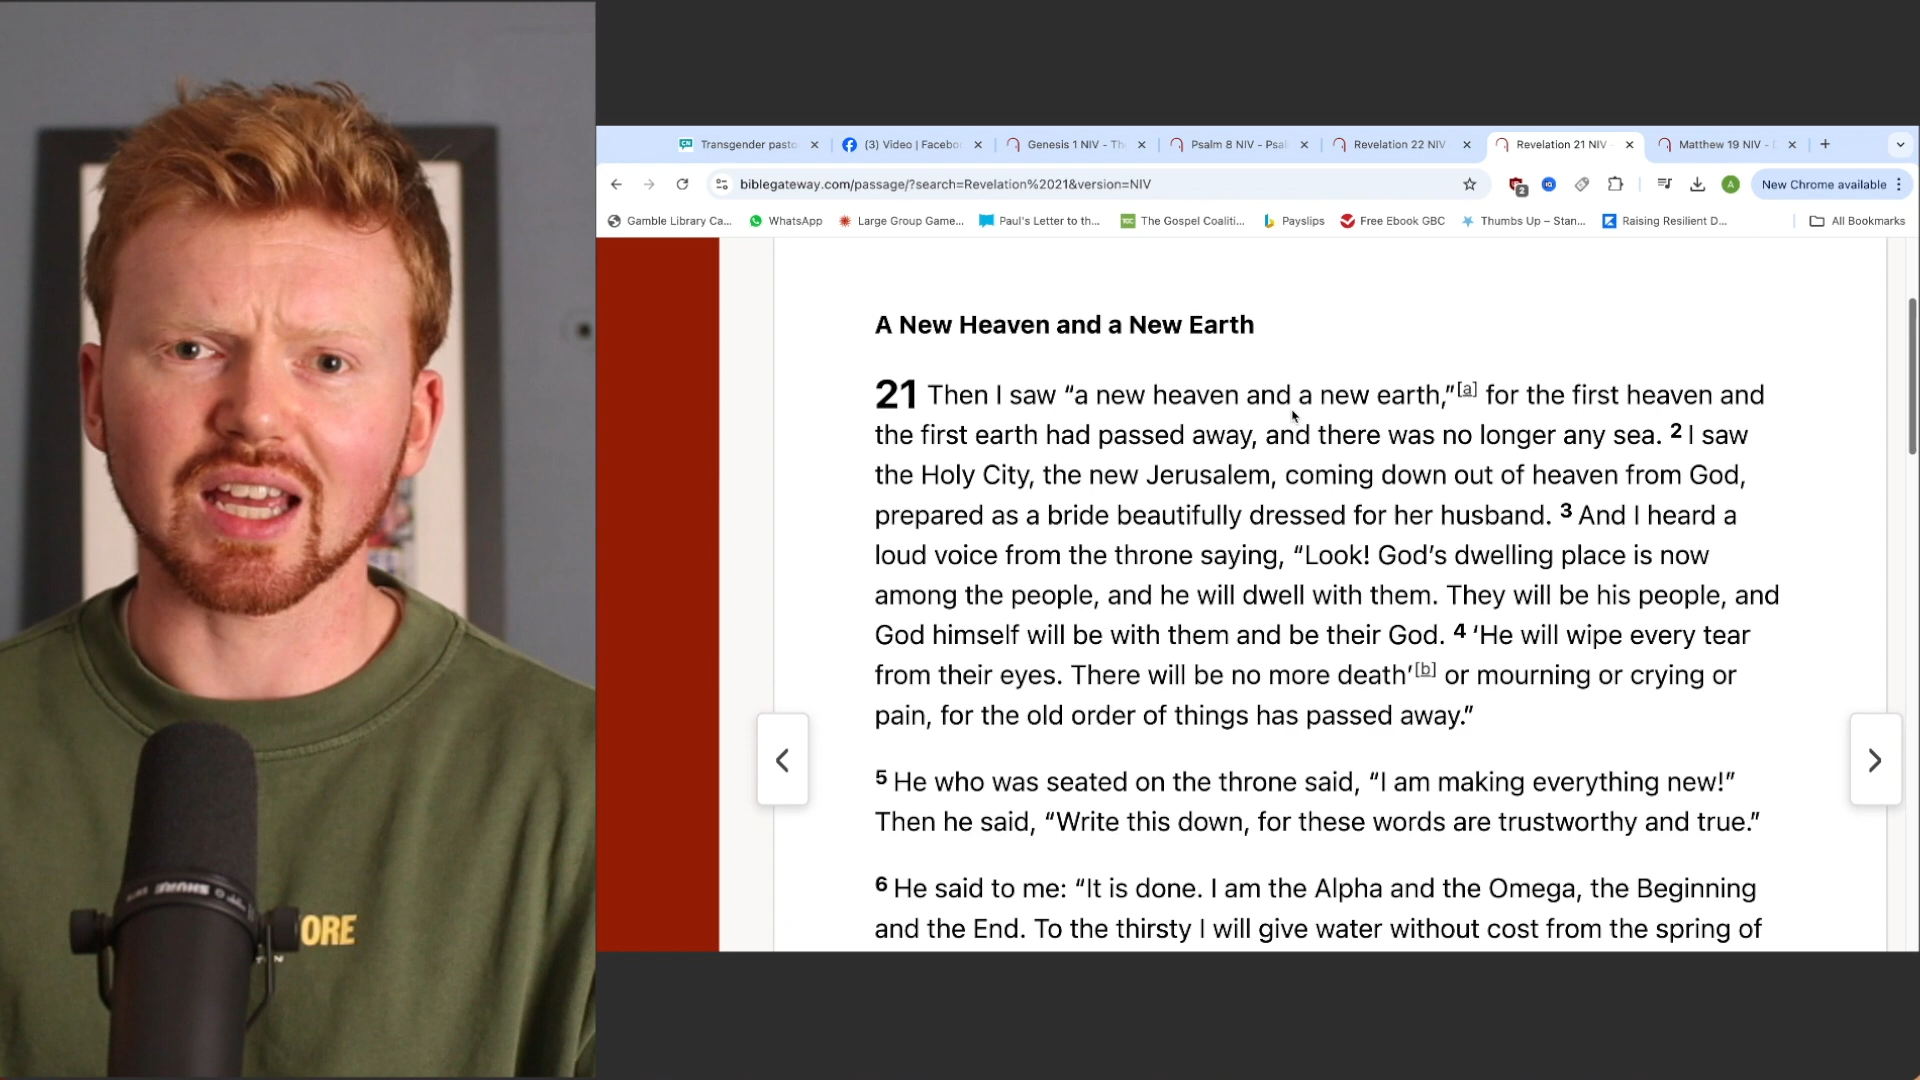 Transgender pasto
(3) Video | Facebo
Genesis 1 NIV - Th
Psalm 8 NIV - Psal
Revelation 22 NIV
Revelation 21 NIV -
Matthew 19 NIV -
biblegateway.com/passage/?search=Revelation%2021&version=NIV
2
A
New Chrome available
Gamble Library Ca...
WhatsApp
Large Group Game...
Paul's Letter to th...
TGC
The Gospel Coaliti...
Payslips
Free Ebook GBC
Thumbs Up – Stan...
Raising Resilient D...
All Bookmarks
A New Heaven and a New Earth
21 Then I saw “a new heaven and a new earth,”[a] for the first heaven and
the first earth had passed away, and there was no longer any sea. 2 I saw
the Holy City, the new Jerusalem, coming down out of heaven from God,
prepared as a bride beautifully dressed for her husband. 3 And I heard a
loud voice from the throne saying, “Look! God’s dwelling place is now
among the people, and he will dwell with them. They will be his people, and
God himself will be with them and be their God. 4 ‘He will wipe every tear
from their eyes. There will be no more death’[b] or mourning or crying or
pain, for the old order of things has passed away.”
5 He who was seated on the throne said, “I am making everything new!”
Then he said, “Write this down, for these words are trustworthy and true.”
6 He said to me: “It is done. I am the Alpha and the Omega, the Beginning
and the End. To the thirsty I will give water without cost from the spring of
SHURE
ORE